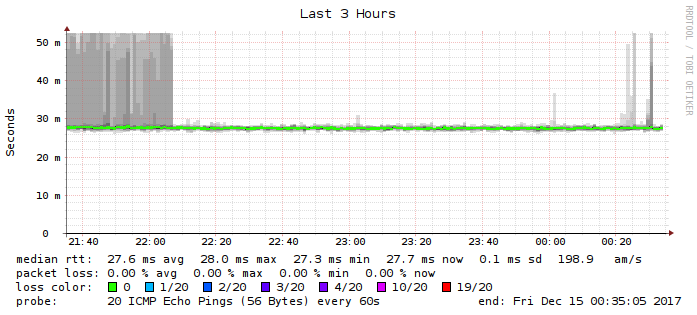 Last 3 Hours
RRDTOOL / TOBI OETIKER
Seconds
50 m
40 m
30 m
20 m
10 m
0
21:40 22:00 22:20 22:40 23:00 23:20 23:40 00:00 00:20
median rtt: 27.6 ms avg 28.0 ms max 27.3 ms min 27.7 ms now 0.1 ms sd 198.9 am/s
packet loss: 0.00 % avg 0.00 % max 0.00 % min 0.00 % now
loss color: 0 1/20 2/20 3/20 4/20 10/20 19/20
probe: 20 ICMP Echo Pings (56 Bytes) every 60s end: Fri Dec 15 00:35:05 2017